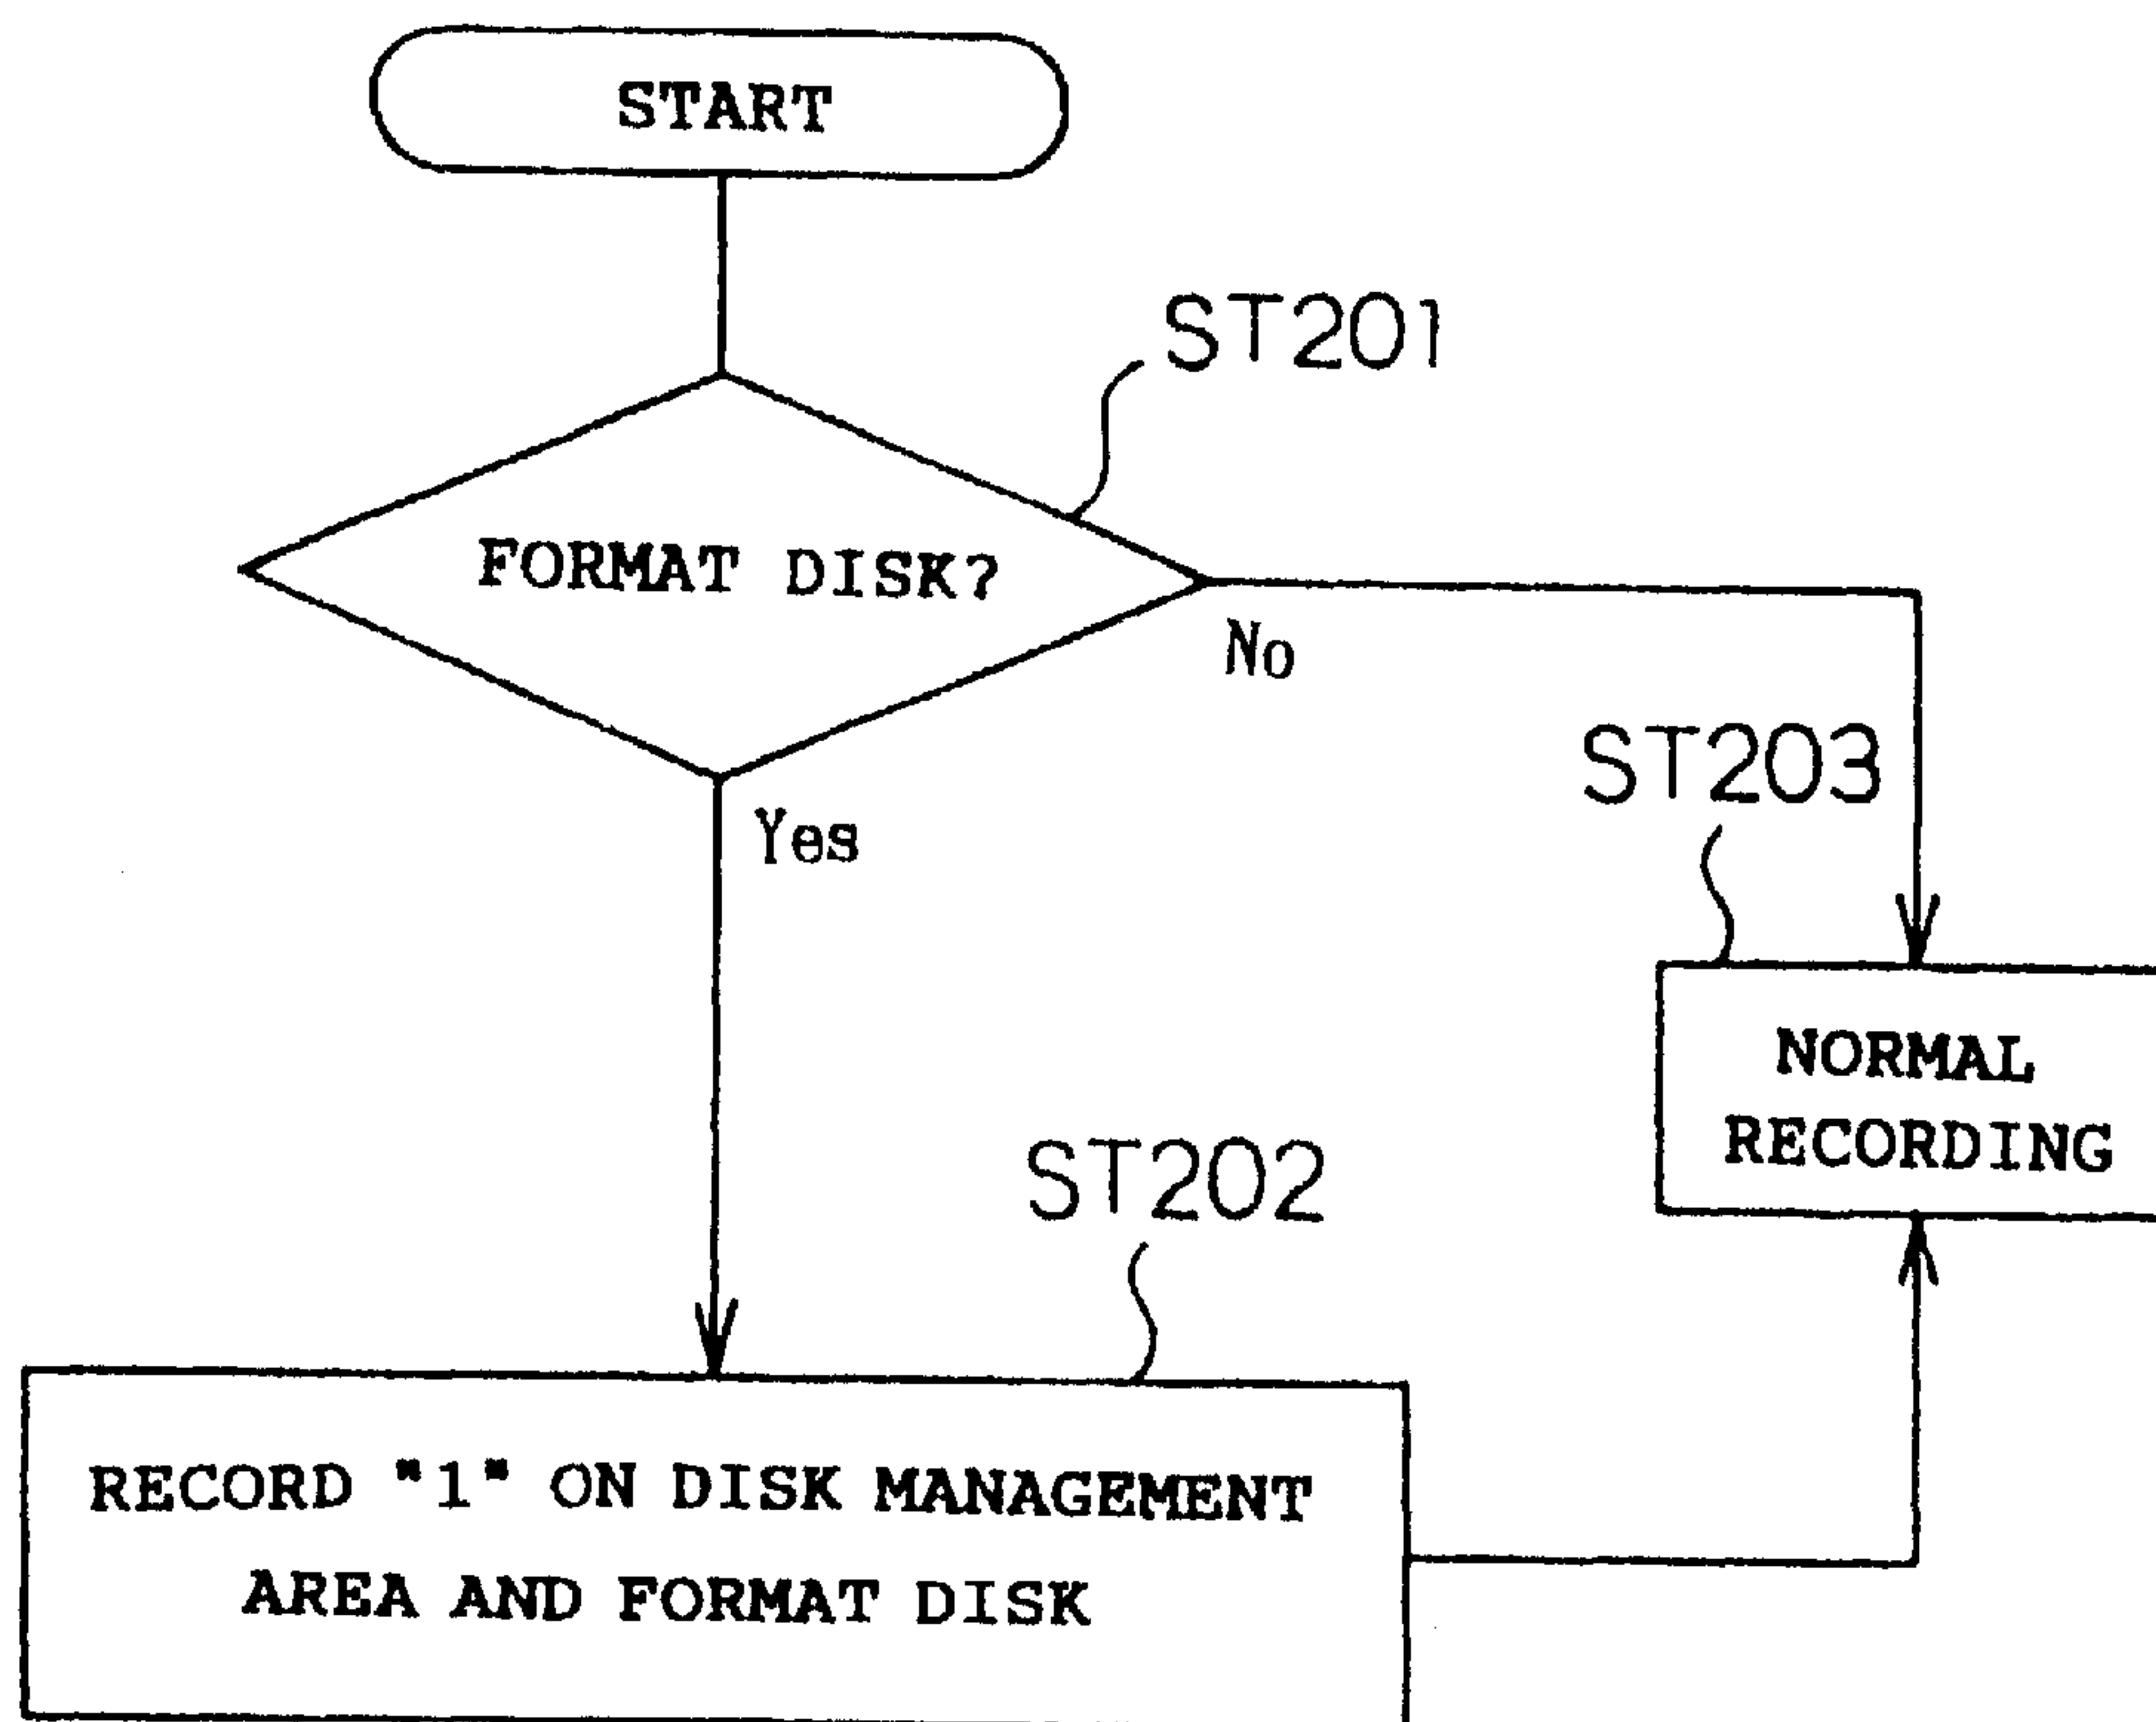 START
ST201
FORMAT DISK?
No
ST203
Yes
NORMAL
RECORDING
ST202
RECORD "1" ON DISK MANAGEMENT
AREA AND FORMAT DISK